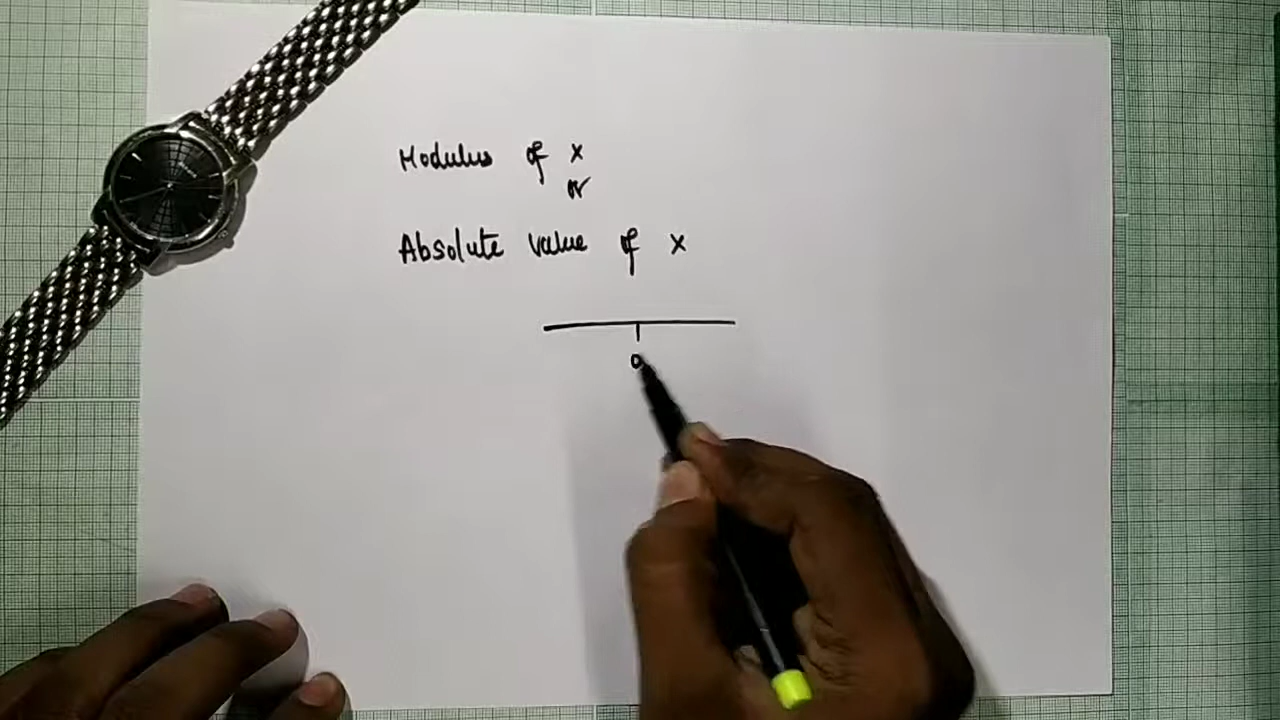 Modulus of x
or
Absolute value of x
0